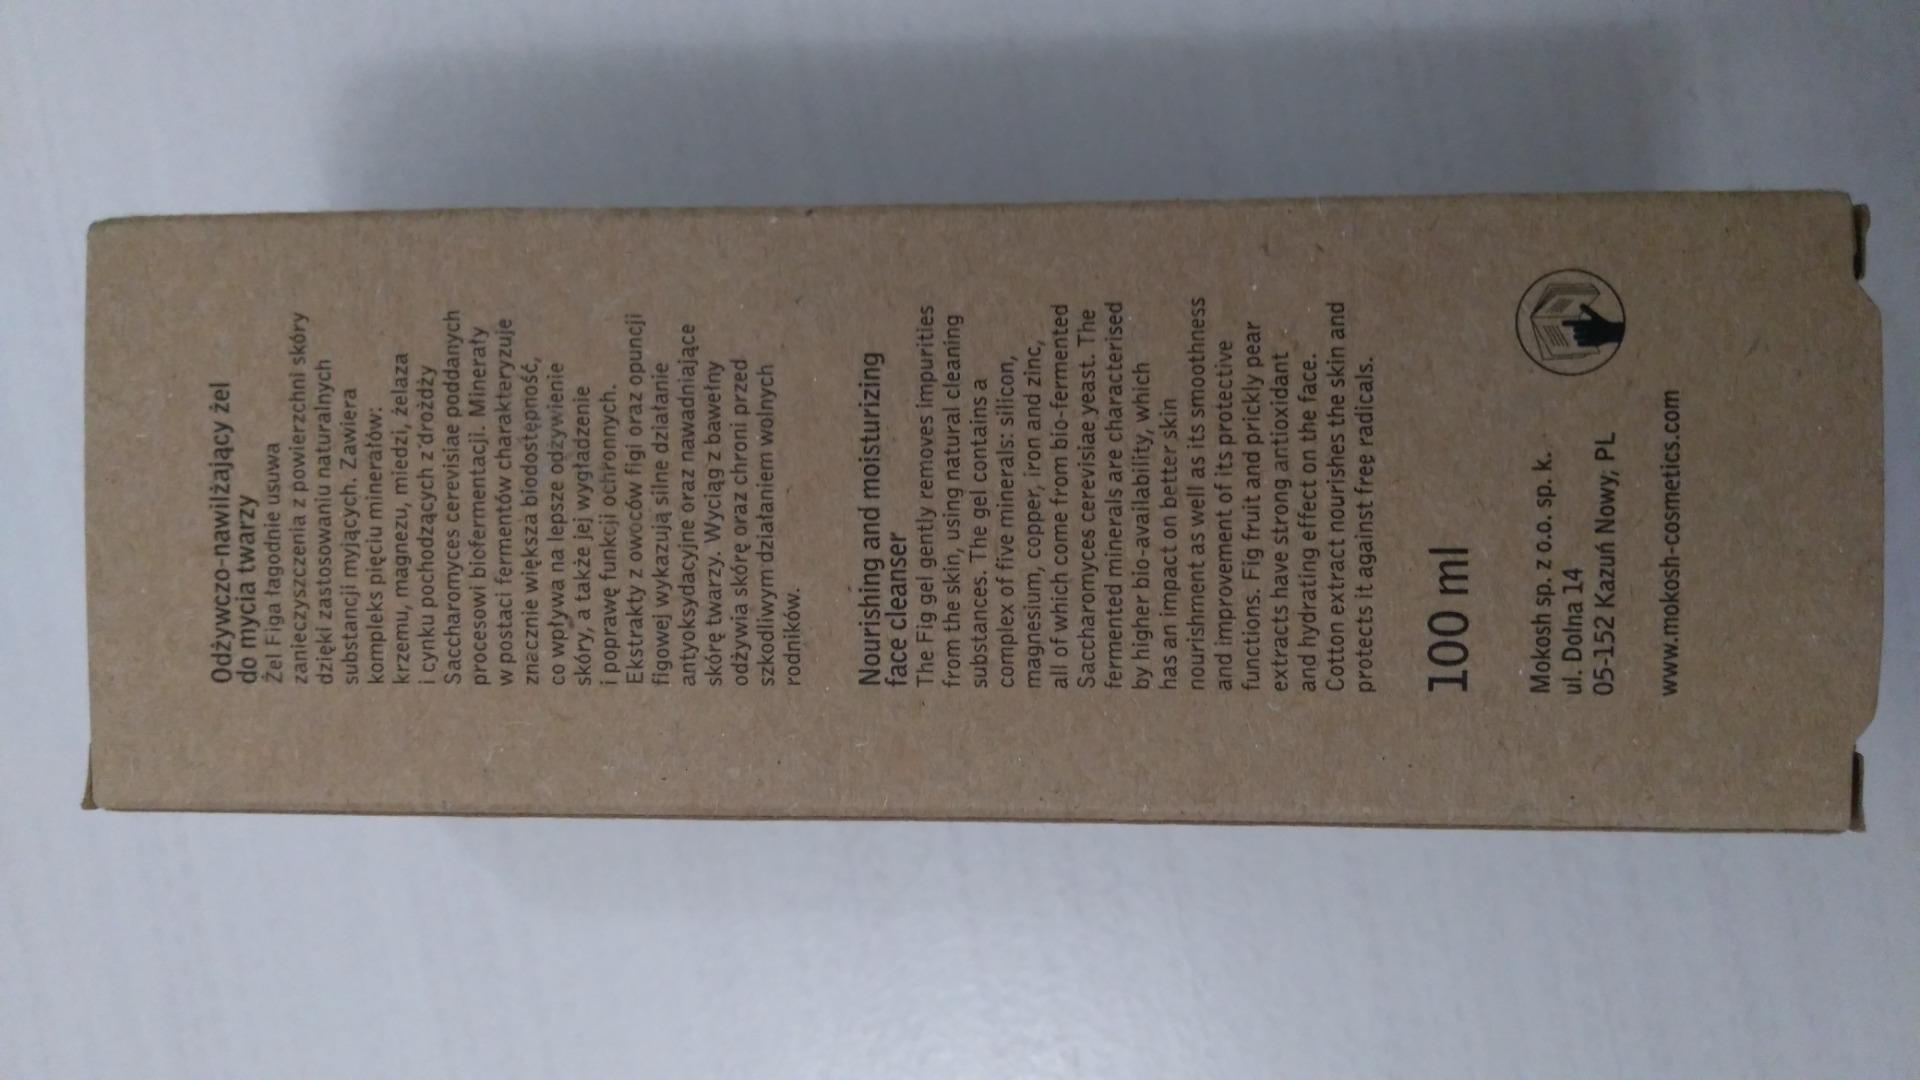 Odżywczo-nawilżający żel
do mycia twarzy
Żel Figa łagodnie usuwa
zanieczyszczenia z powierzchni skóry
dzięki zastosowaniu naturalnych
substancji myjących. Zawiera
kompleks pięciu minerałów:
krzemu, magnezu, miedzi, żelaza
i cynku pochodzących z drożdży
Saccharomyces cerevisiae poddanych
procesowi biofermentacji. Minerały
w postaci fermentów charakteryzuje
znacznie większa biodostępność,
co wpływa na lepsze odżywienie
skóry, a także jej wygładzenie
i poprawę funkcji ochronnych.
Ekstrakty z owoców figi oraz opuncji
figowej wykazują silne działanie
antyoksydacyjne oraz nawadniające
skórę twarzy. Wyciąg z bawełny
odżywia skórę oraz chroni przed
szkodliwym działaniem wolnych
rodników.
Nourishing and moisturizing
face cleanser
The Fig gel gently removes impurities
from the skin, using natural cleaning
substances. The gel contains a
complex of five minerals: silicon,
magnesium, copper, iron and zinc,
all of which come from bio-fermented
Saccharomyces cerevisiae yeast. The
fermented minerals are characterised
by higher bio-availability, which
has an impact on better skin
nourishment as well as its smoothness
and improvement of its protective
functions. Fig fruit and prickly pear
extracts have strong antioxidant
and hydrating effect on the face.
Cotton extract nourishes the skin and
protects it against free radicals.
100 ml
Mokosh sp. z o.o. sp. k.
ul. Dolna 14
05-152 Kazuń Nowy, PL
www.mokosh-cosmetics.com